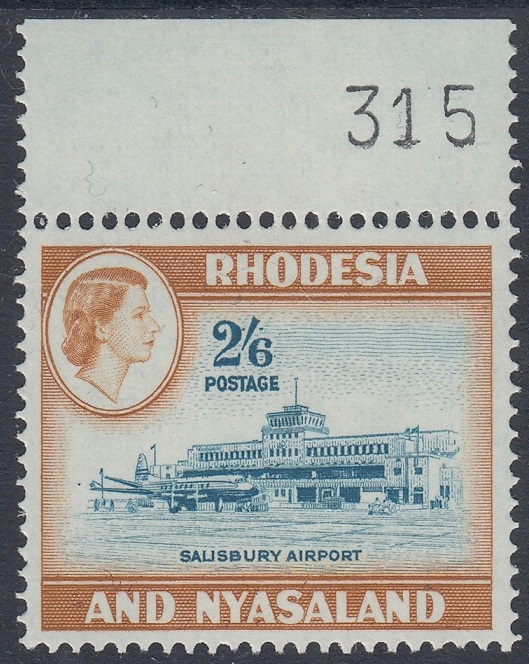 315
RHODESIA
2/6
POSTAGE
SALISBURY AIRPORT
AND NYASALAND